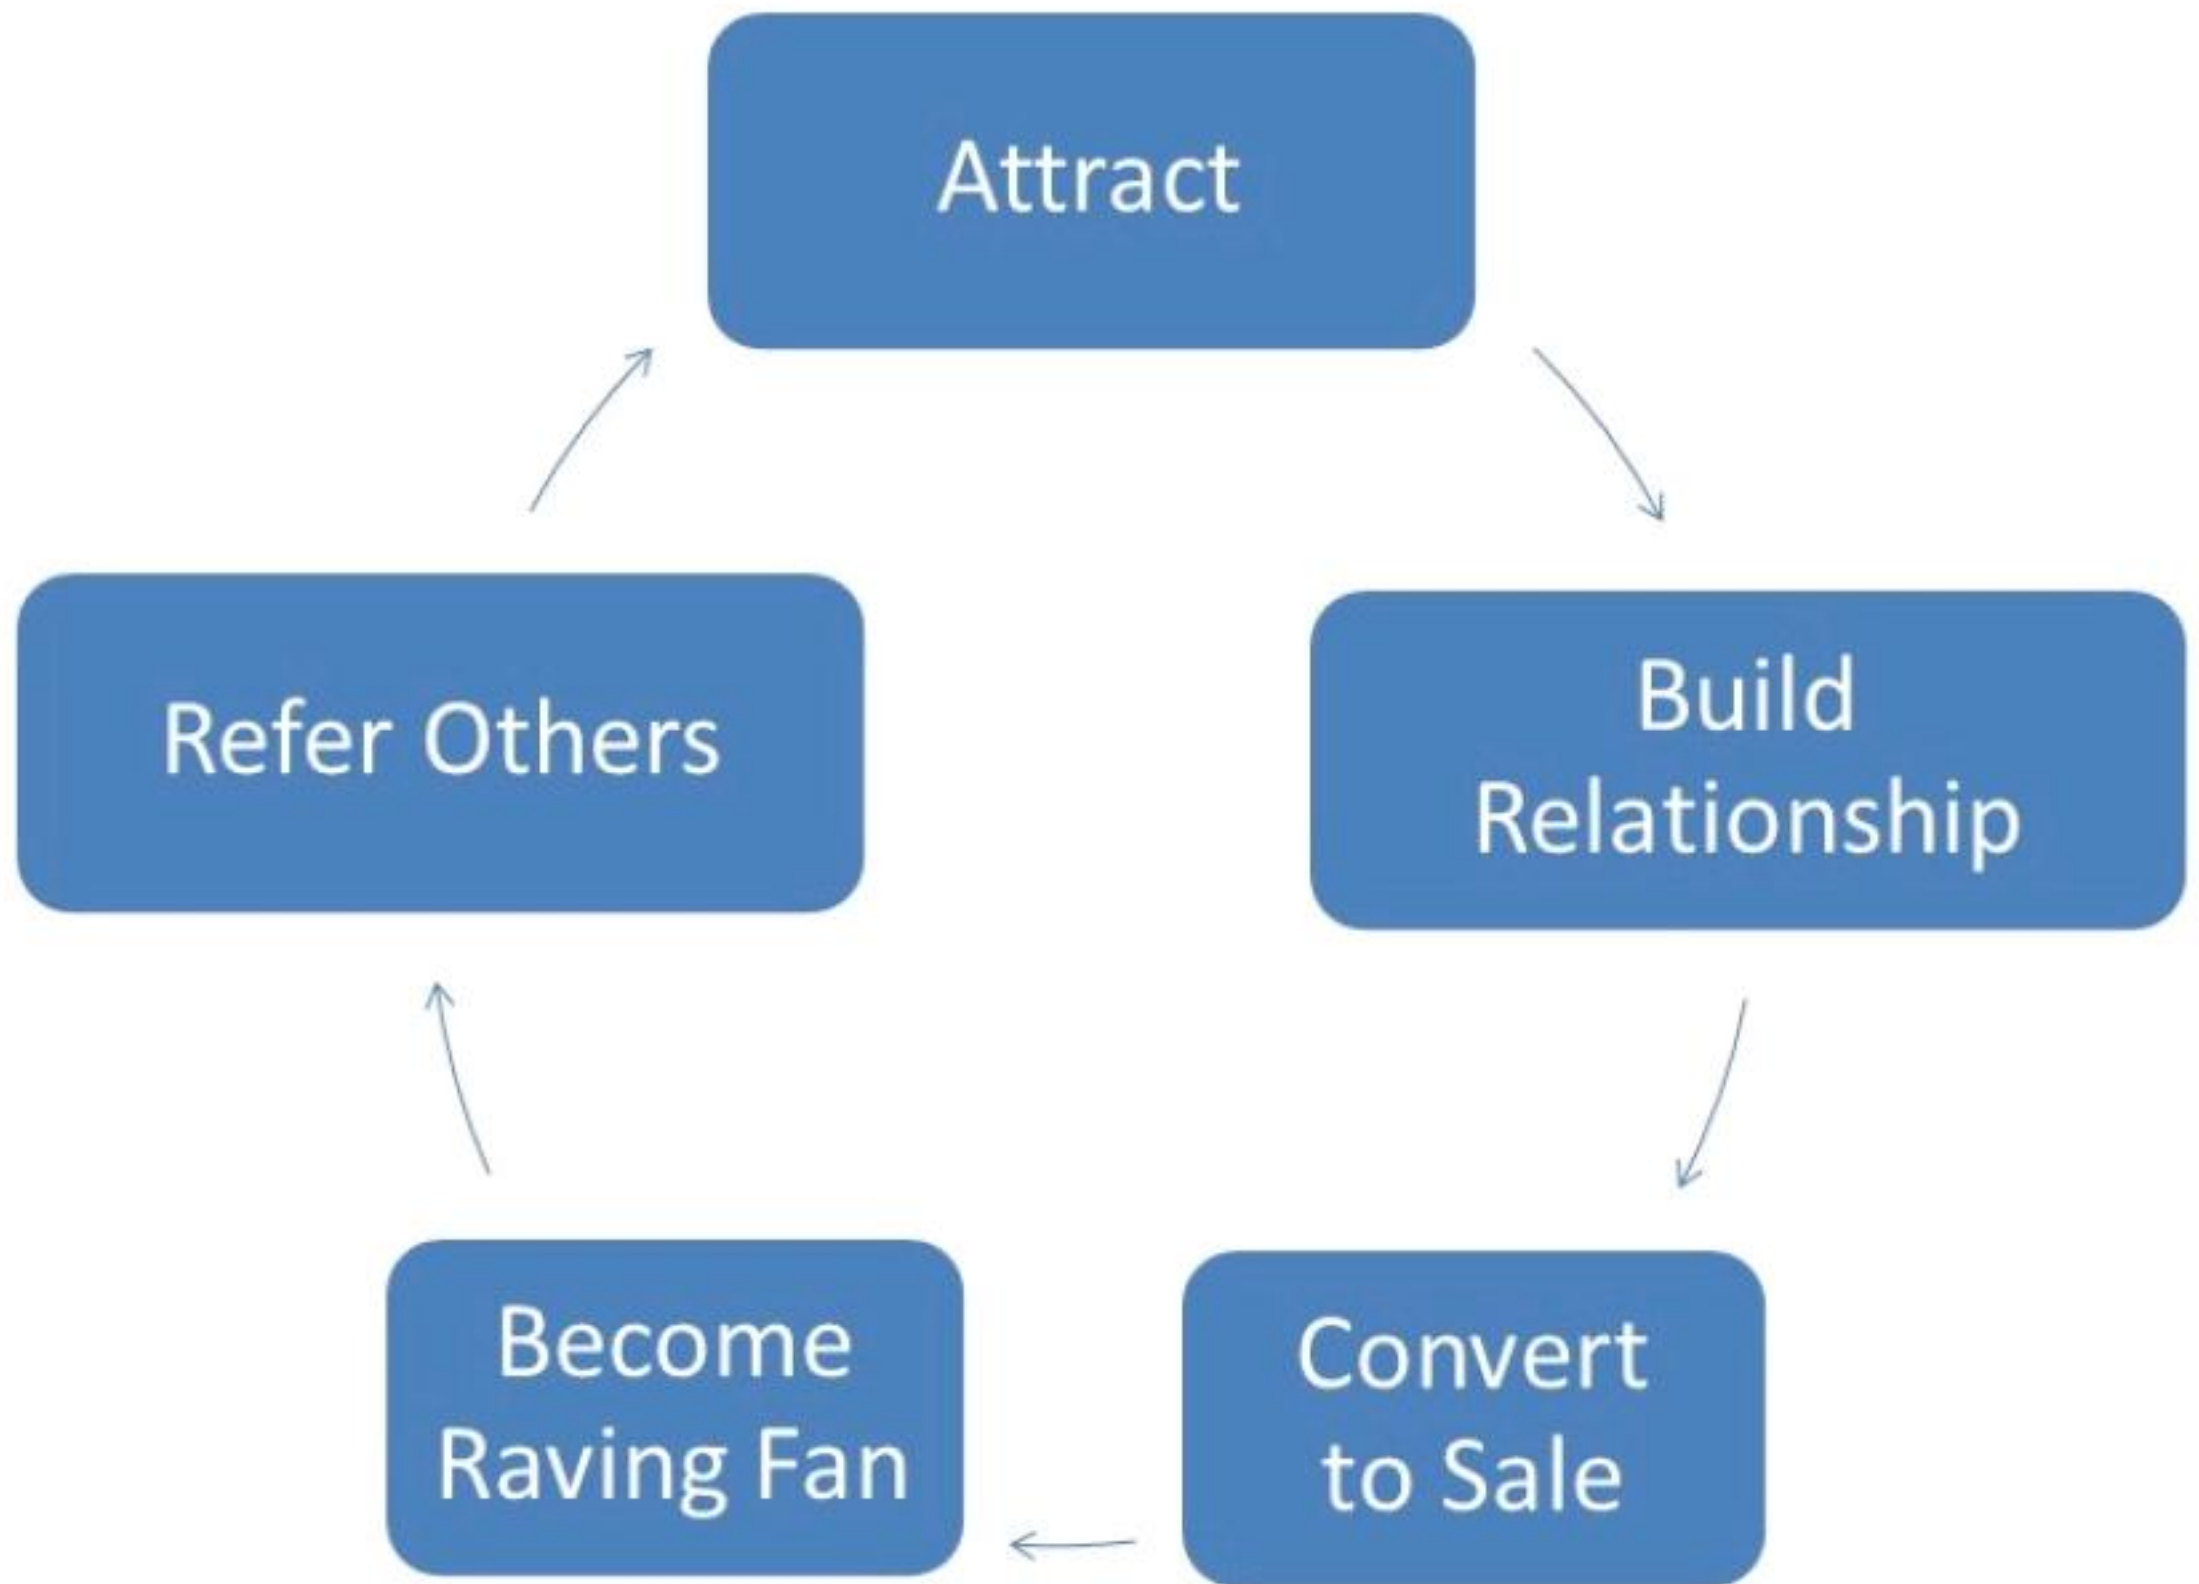 Attract
Build
Relationship
Convert
to Sale
Become
Raving Fan
Refer Others